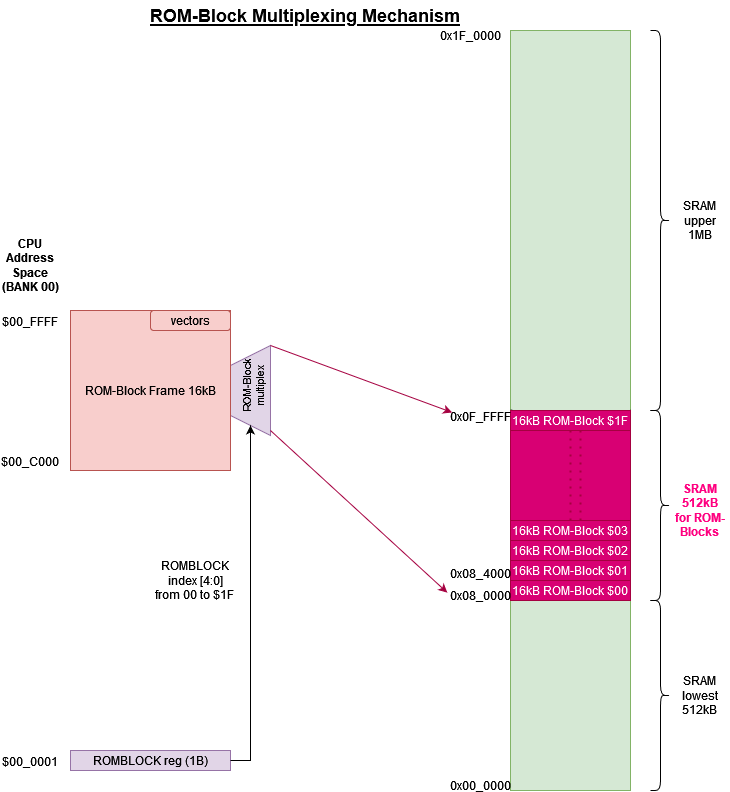 ROM-Block Multiplexing Mechanism
0x1F_0000
SRAM
upper
1MB
CPU
Address
Space
(BANK 00)
$00_FFFF
vectors
ROM-Block Frame 16kB
ROM-Block
multiplex
$00_C000
0x0F_FFFF
16kB ROM-Block $1F
SRAM
512kB
for ROM-
Blocks
16kB ROM-Block $03
16kB ROM-Block $02
0x08_4000
16kB ROM-Block $01
0x08_0000
16kB ROM-Block $00
ROMBLOCK
index [4:0]
from 00 to $1F
SRAM
lowest
512kB
$00_0001
ROMBLOCK reg (1B)
0x00_0000